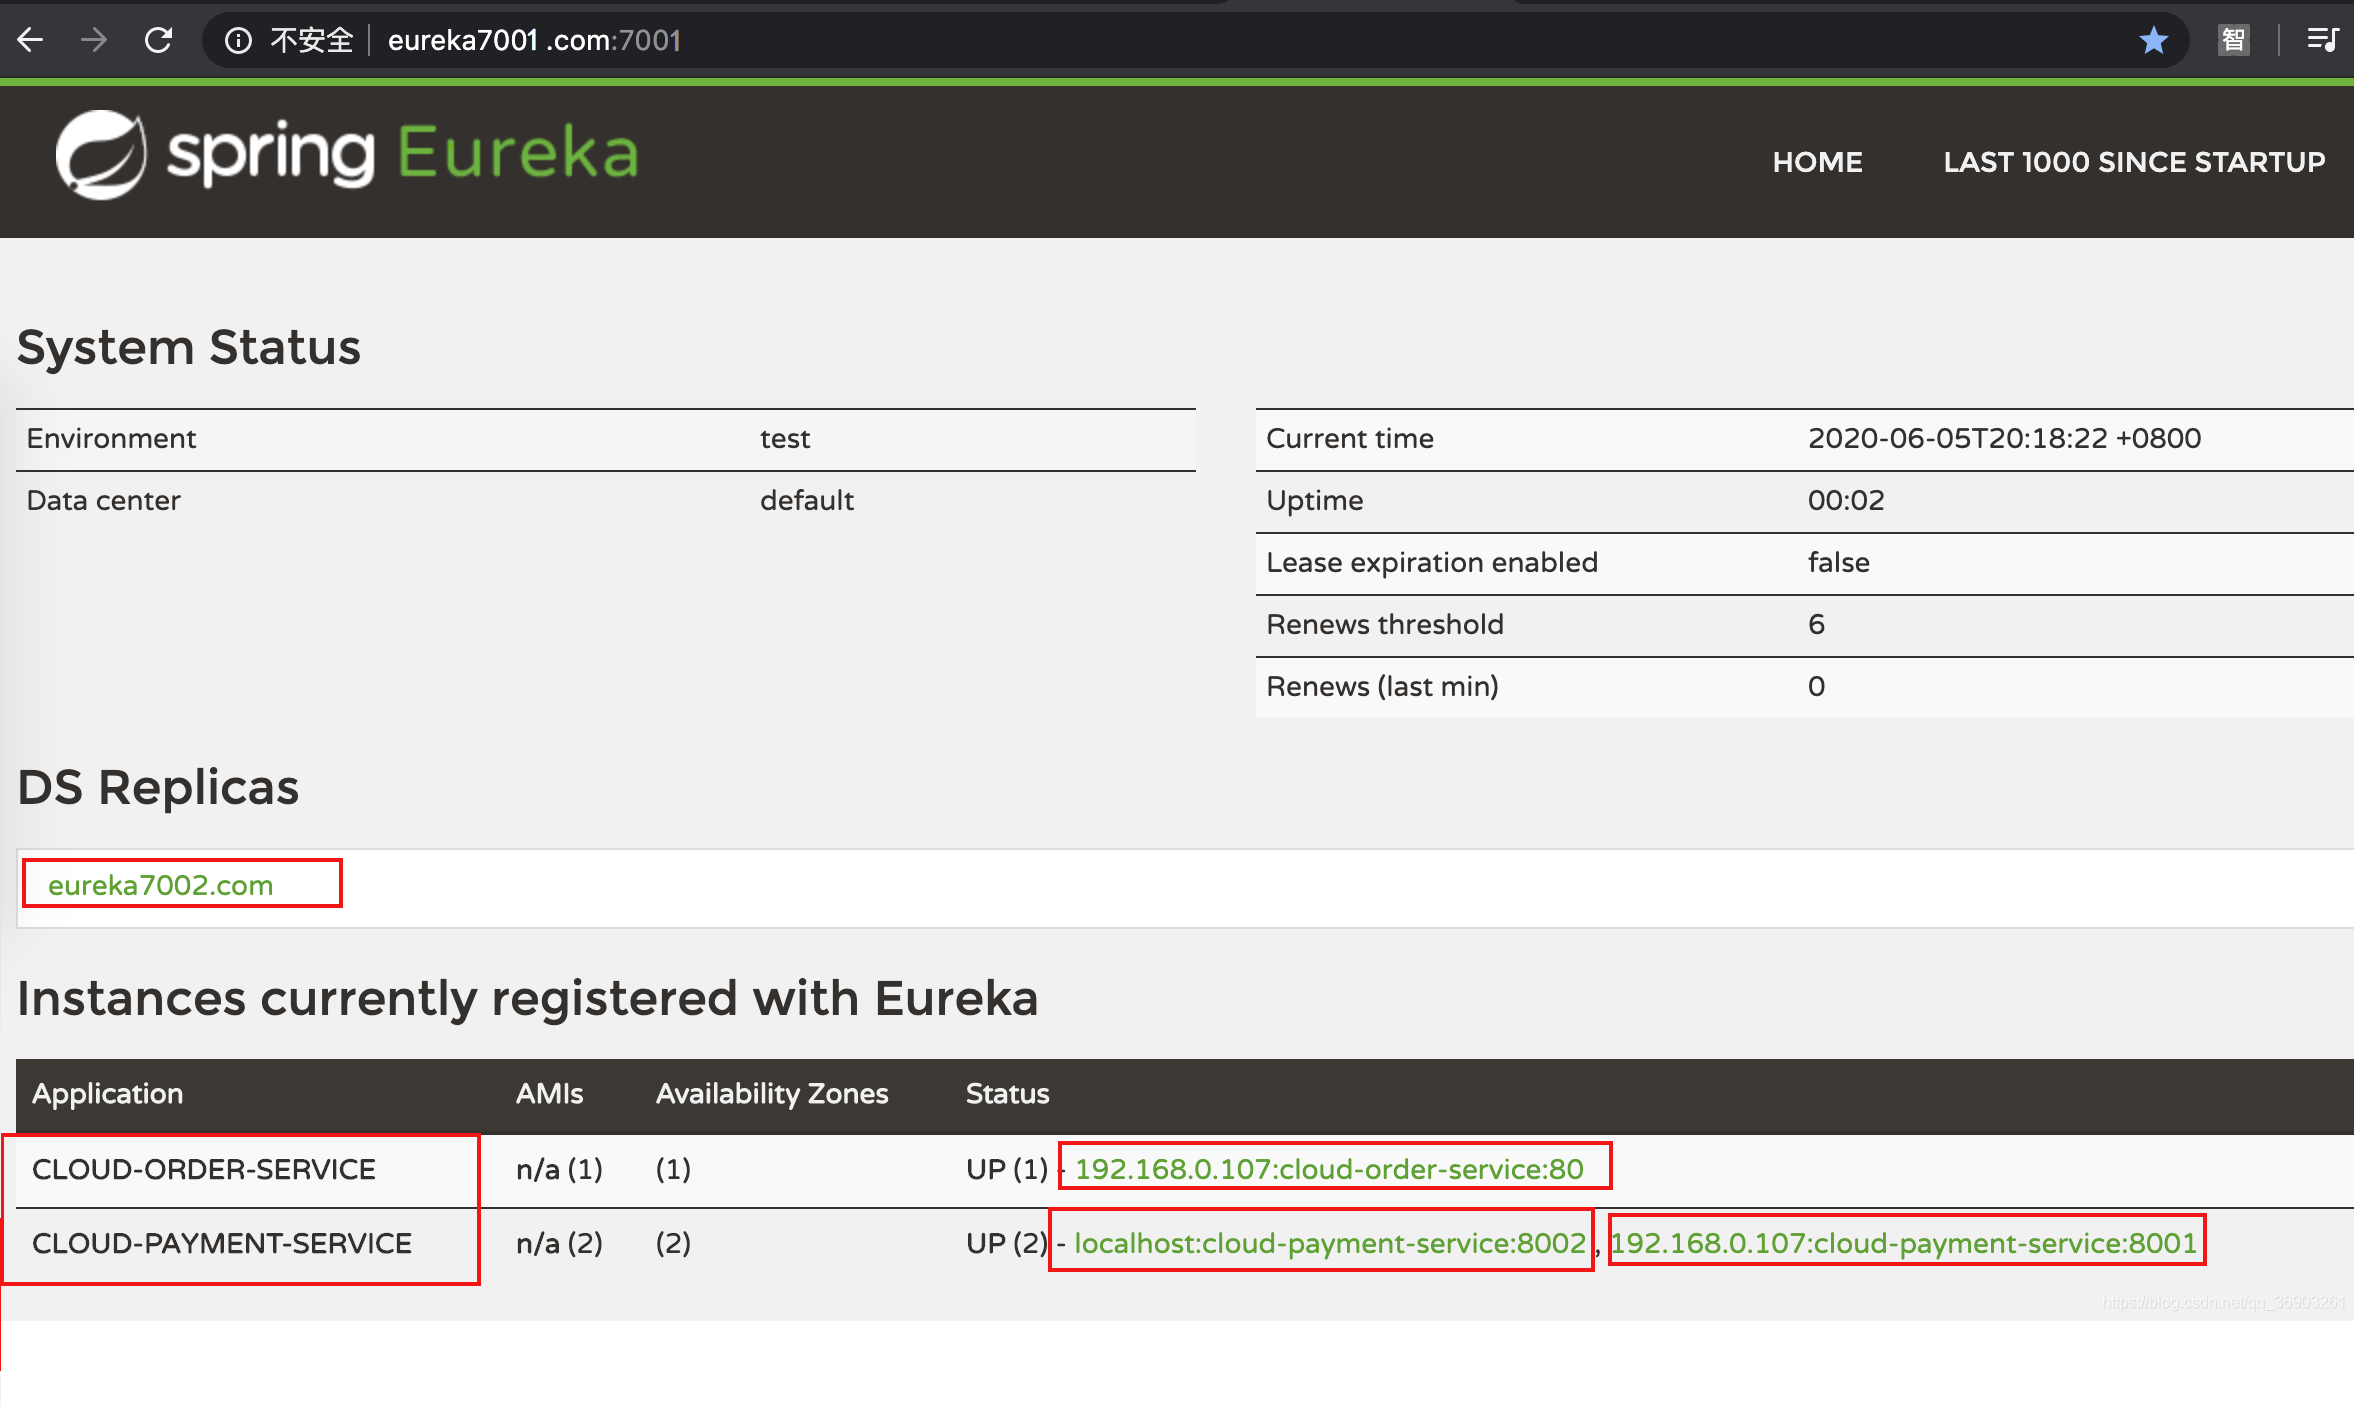 不安全 eureka7001.com:7001 智
spring Eureka HOME LAST 1000 SINCE STARTUP
System Status
Environment test Current time 2020-06-05T20:18:22 +0800
Data center default Uptime 00:02
Lease expiration enabled false
Renews threshold 6
Renews (last min) 0
DS Replicas
eureka7002.com
Instances currently registered with Eureka
Application AMIs Availability Zones Status
CLOUD-ORDER-SERVICE n/a (1) (1) UP (1) - 192.168.0.107:cloud-order-service:80
CLOUD-PAYMENT-SERVICE n/a (2) (2) UP (2) - localhost:cloud-payment-service:8002 , 192.168.0.107:cloud-payment-service:8001
https://blog.csdn.net/qq_36903261